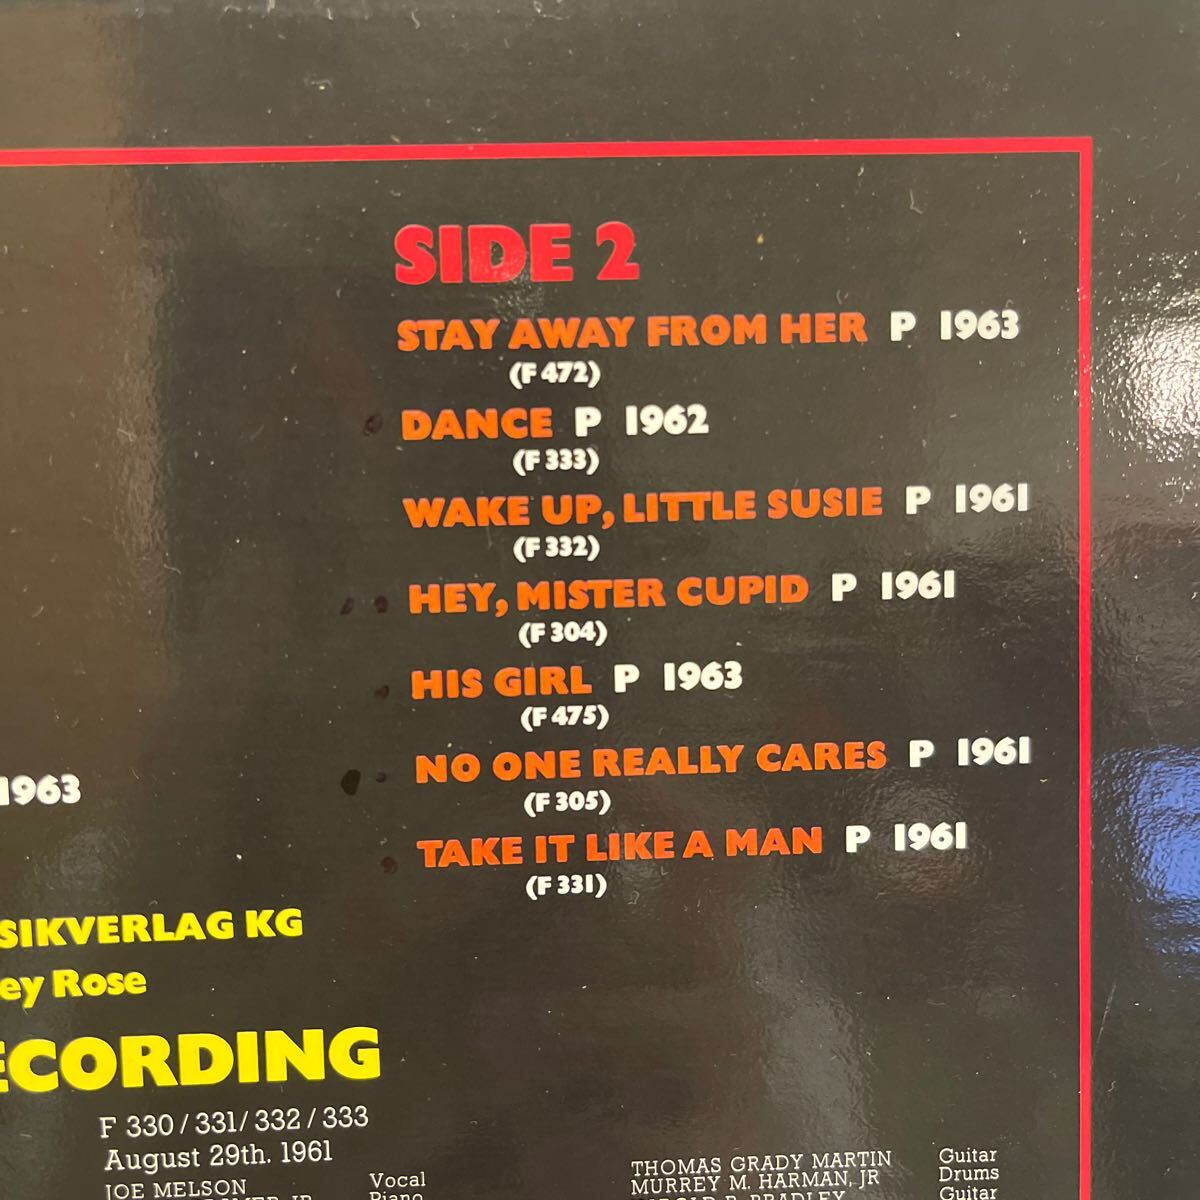 SIDE 2
STAY AWAY FROM HER P 1963
(F 472)
DANCE P 1962
(F 333)
WAKE UP, LITTLE SUSIE P 1961
(F 332)
HEY, MISTER CUPID P 1961
(F 304)
HIS GIRL P 1963
(F 475)
NO ONE REALLY CARES P 1961
(F 305)
TAKE IT LIKE A MAN P 1961
(F 331)
1963
SIKVERLAG KG
ey Rose
ECORDING
F 330 / 331 / 332 / 333
August 29th. 1961
JOE MELSON Vocal
Piano
THOMAS GRADY MARTIN Guitar
MURREY M. HARMAN, JR Drums
BRADLEY Guitar